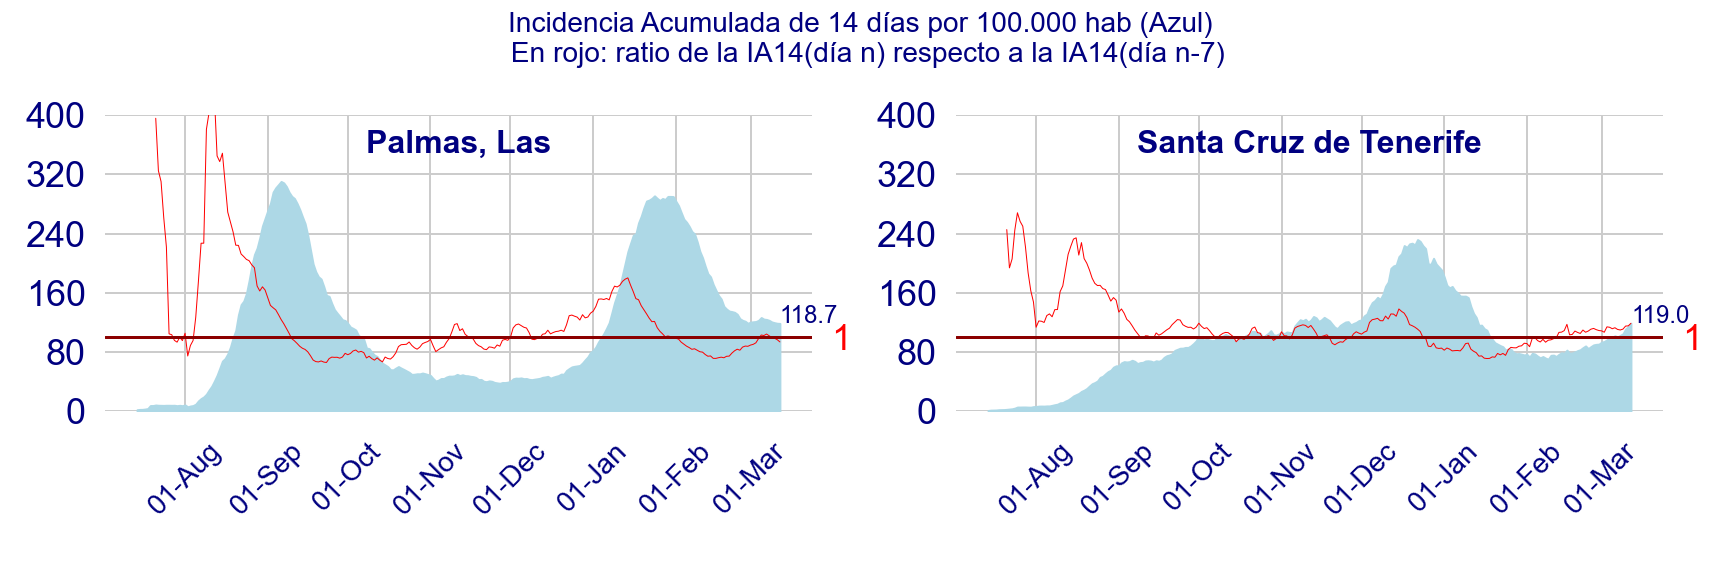 Incidencia Acumulada de 14 días por 100.000 hab (Azul)
En rojo: ratio de la IA14(día n) respecto a la IA14(día n-7)
Palmas, Las
400
320
240
160
80
0
118.7
1
01-Aug
01-Sep
01-Oct
01-Nov
01-Dec
01-Jan
01-Feb
01-Mar
Santa Cruz de Tenerife
400
320
240
160
80
0
119.0
1
01-Aug
01-Sep
01-Oct
01-Nov
01-Dec
01-Jan
01-Feb
01-Mar